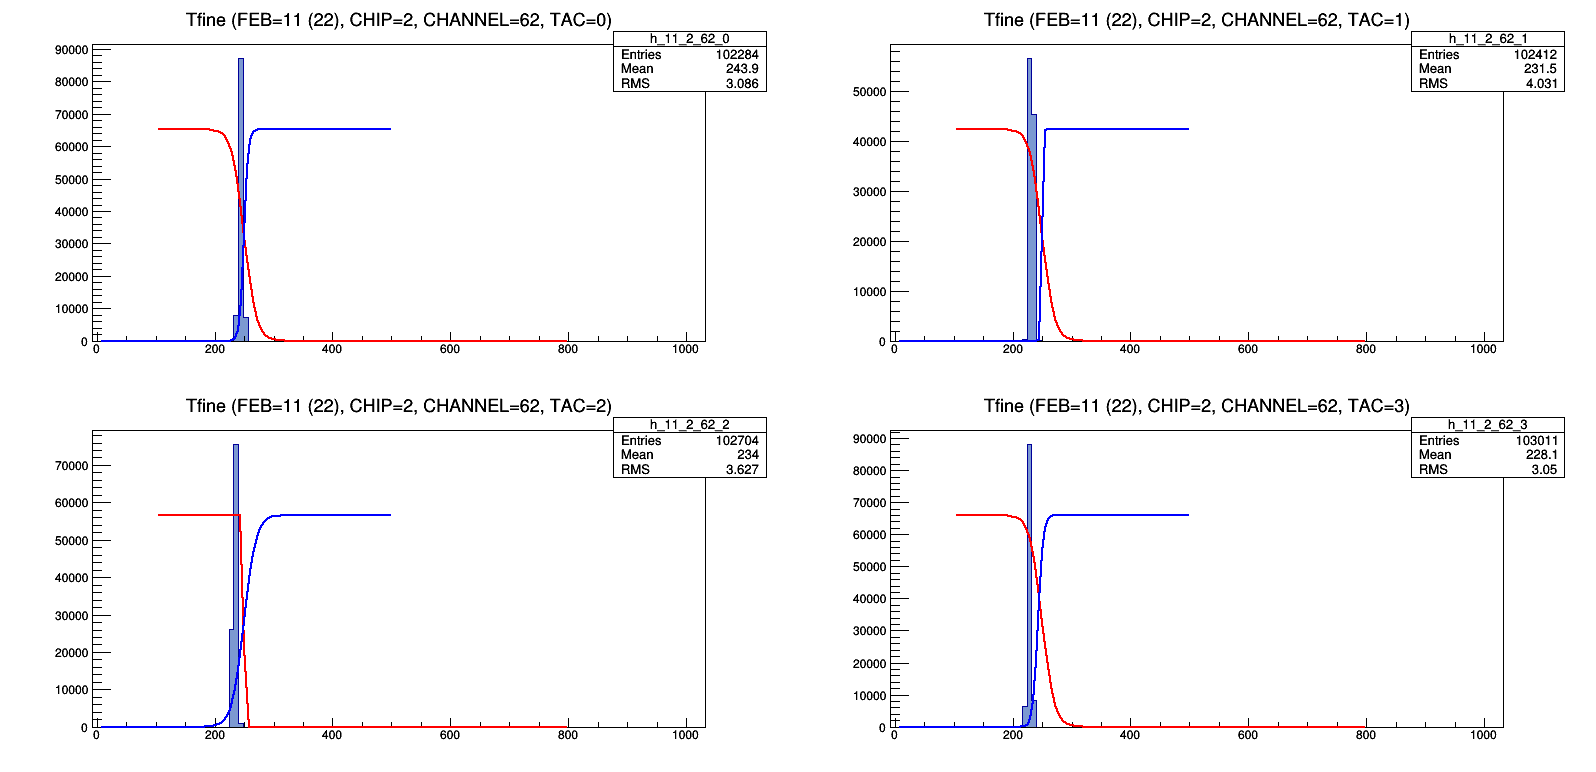 Tfine (FEB=11 (22), CHIP=2, CHANNEL=62, TAC=0)
h_11_2_62_0
Entries 102284
Mean 243.9
RMS 3.086
90000
80000
70000
60000
50000
40000
30000
20000
10000
0
0 200 400 600 800 1000
Tfine (FEB=11 (22), CHIP=2, CHANNEL=62, TAC=1)
h_11_2_62_1
Entries 102412
Mean 231.5
RMS 4.031
50000
40000
30000
20000
10000
0
0 200 400 600 800 1000
Tfine (FEB=11 (22), CHIP=2, CHANNEL=62, TAC=2)
h_11_2_62_2
Entries 102704
Mean 234
RMS 3.627
70000
60000
50000
40000
30000
20000
10000
0
0 200 400 600 800 1000
Tfine (FEB=11 (22), CHIP=2, CHANNEL=62, TAC=3)
h_11_2_62_3
Entries 103011
Mean 228.1
RMS 3.05
90000
80000
70000
60000
50000
40000
30000
20000
10000
0
0 200 400 600 800 1000